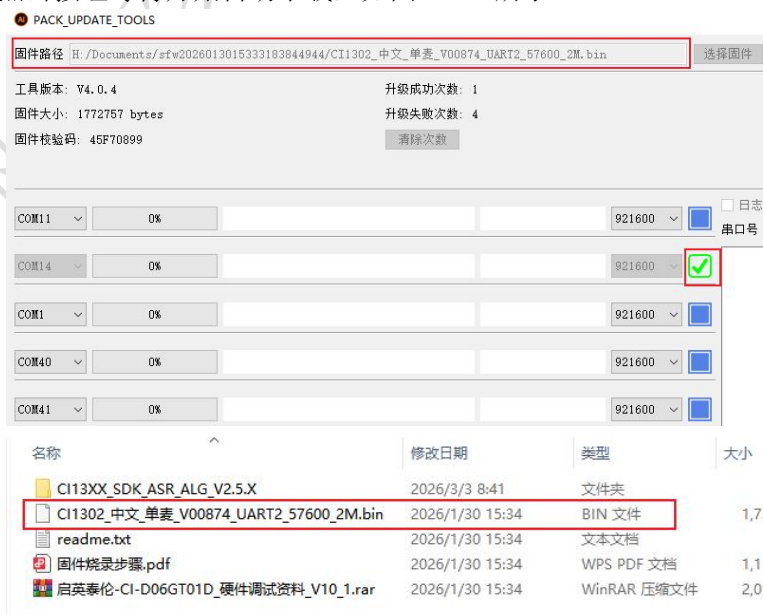 PACK_UPDATE_TOOLS
固件路径 H:/Documents/sfw2026013015333183844944/CI1302_中文_单麦_V00874_UART2_57600_2M.bin 选择固件
工具版本: V4.0.4 升级成功次数: 1
固件大小: 1772757 bytes 升级失败次数: 4
固件校验码: 45F70899 清除次数
日志
COM11 0% 921600
串口号
COM14 0% 921600
COM1 0% 921600
COM40 0% 921600
COM41 0% 921600
名称 修改日期 类型 大小
CI13XX_SDK_ASR_ALG_V2.5.X 2026/3/3 8:41 文件夹
CI1302_中文_单麦_V00874_UART2_57600_2M.bin 2026/1/30 15:34 BIN 文件 1,7
readme.txt 2026/1/30 15:34 文本文档
固件烧录步骤.pdf 2026/1/30 15:34 WPS PDF 文档 1,1
启英泰伦-CI-D06GT01D_硬件调试资料_V10_1.rar 2026/1/30 15:34 WinRAR 压缩文件 2,0